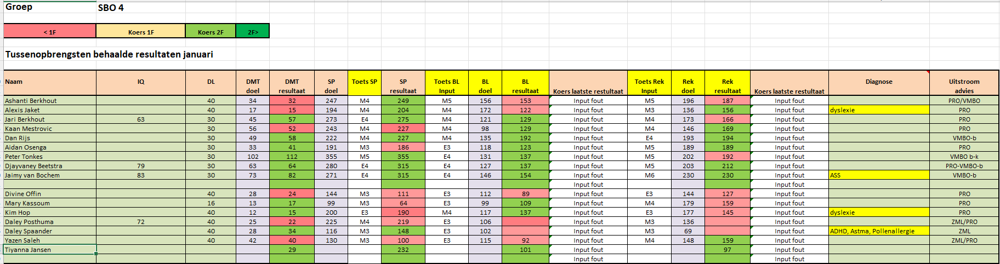 Groep SBO 4
< 1F Koers 1F Koers 2F 2F>
Tussenopbrengsten behaalde resultaten januari
Naam IQ DL DMT doel DMT resultaat SP doel Toets SP SP resultaat Toets BL Input BL doel BL resultaat Koers laatste restultaat Toets Rek Input Rek doel Rek resultaat Koers laatste restultaat Diagnose Uitstroom advies
Ashanti Berkhout 40 34 32 247 M4 249 M5 156 153 Input fout M5 196 187 Input fout PRO/VMBO
Alexis Jaket 40 17 15 194 M4 204 M4 172 122 Input fout M3 136 156 Input fout dyslexie PRO
Jari Berkhout 63 30 45 57 273 E4 275 M4 121 129 Input fout M4 173 166 Input fout PRO
Kaan Mestrovic 30 56 52 243 M4 227 M4 98 129 Input fout M4 146 169 Input fout PRO
Dan Rijs 30 49 58 222 M4 227 M4 135 192 Input fout E4 193 194 Input fout VMBO-b
Aidan Osenga 30 33 41 191 M3 186 E3 118 123 Input fout M5 189 189 Input fout PRO
Peter Tonkes 30 102 112 355 M5 355 E4 131 137 Input fout M5 202 192 Input fout VMBO b-k
Djayvaney Beetstra 79 30 63 64 280 E4 315 E4 127 137 Input fout M5 203 212 Input fout PRO-VMBO-b
Jaimy van Bochem 83 30 73 82 271 E4 315 E4 146 154 Input fout M6 230 230 Input fout ASS VMBO-b
Input fout Input fout
Divine Offin 40 28 24 144 M3 111 E3 112 89 Input fout E3 144 127 Input fout PRO
Mary Kassoum 16 13 17 99 M3 64 E3 99 109 Input fout M4 179 159 Input fout PRO
Kim Hop 40 12 15 200 E3 190 M4 117 137 Input fout E3 177 145 Input fout dyslexie PRO
Daley Posthuma 72 40 25 22 225 M4 219 E3 106 Input fout M3 136 Input fout ZML/PRO
Daley Spaander 40 28 34 116 M3 148 E3 102 Input fout M3 69 Input fout ADHD, Astma, Pollenallergie ZML
Yazen Saleh 40 42 40 130 M3 100 E3 115 92 Input fout M4 148 159 Input fout ZML/PRO
Tiyanna Jansen 29 232 101 Input fout 97 Input fout
Input fout Input fout